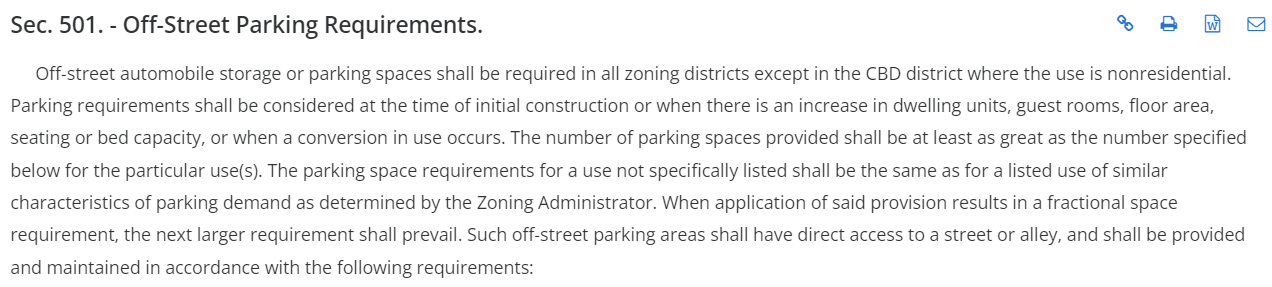 Sec. 501. - Off-Street Parking Requirements.
Off-street automobile storage or parking spaces shall be required in all zoning districts except in the CBD district where the use is nonresidential.
Parking requirements shall be considered at the time of initial construction or when there is an increase in dwelling units, guest rooms, floor area,
seating or bed capacity, or when a conversion in use occurs. The number of parking spaces provided shall be at least as great as the number specified
below for the particular use(s). The parking space requirements for a use not specifically listed shall be the same as for a listed use of similar
characteristics of parking demand as determined by the Zoning Administrator. When application of said provision results in a fractional space
requirement, the next larger requirement shall prevail. Such off-street parking areas shall have direct access to a street or alley, and shall be provided
and maintained in accordance with the following requirements: